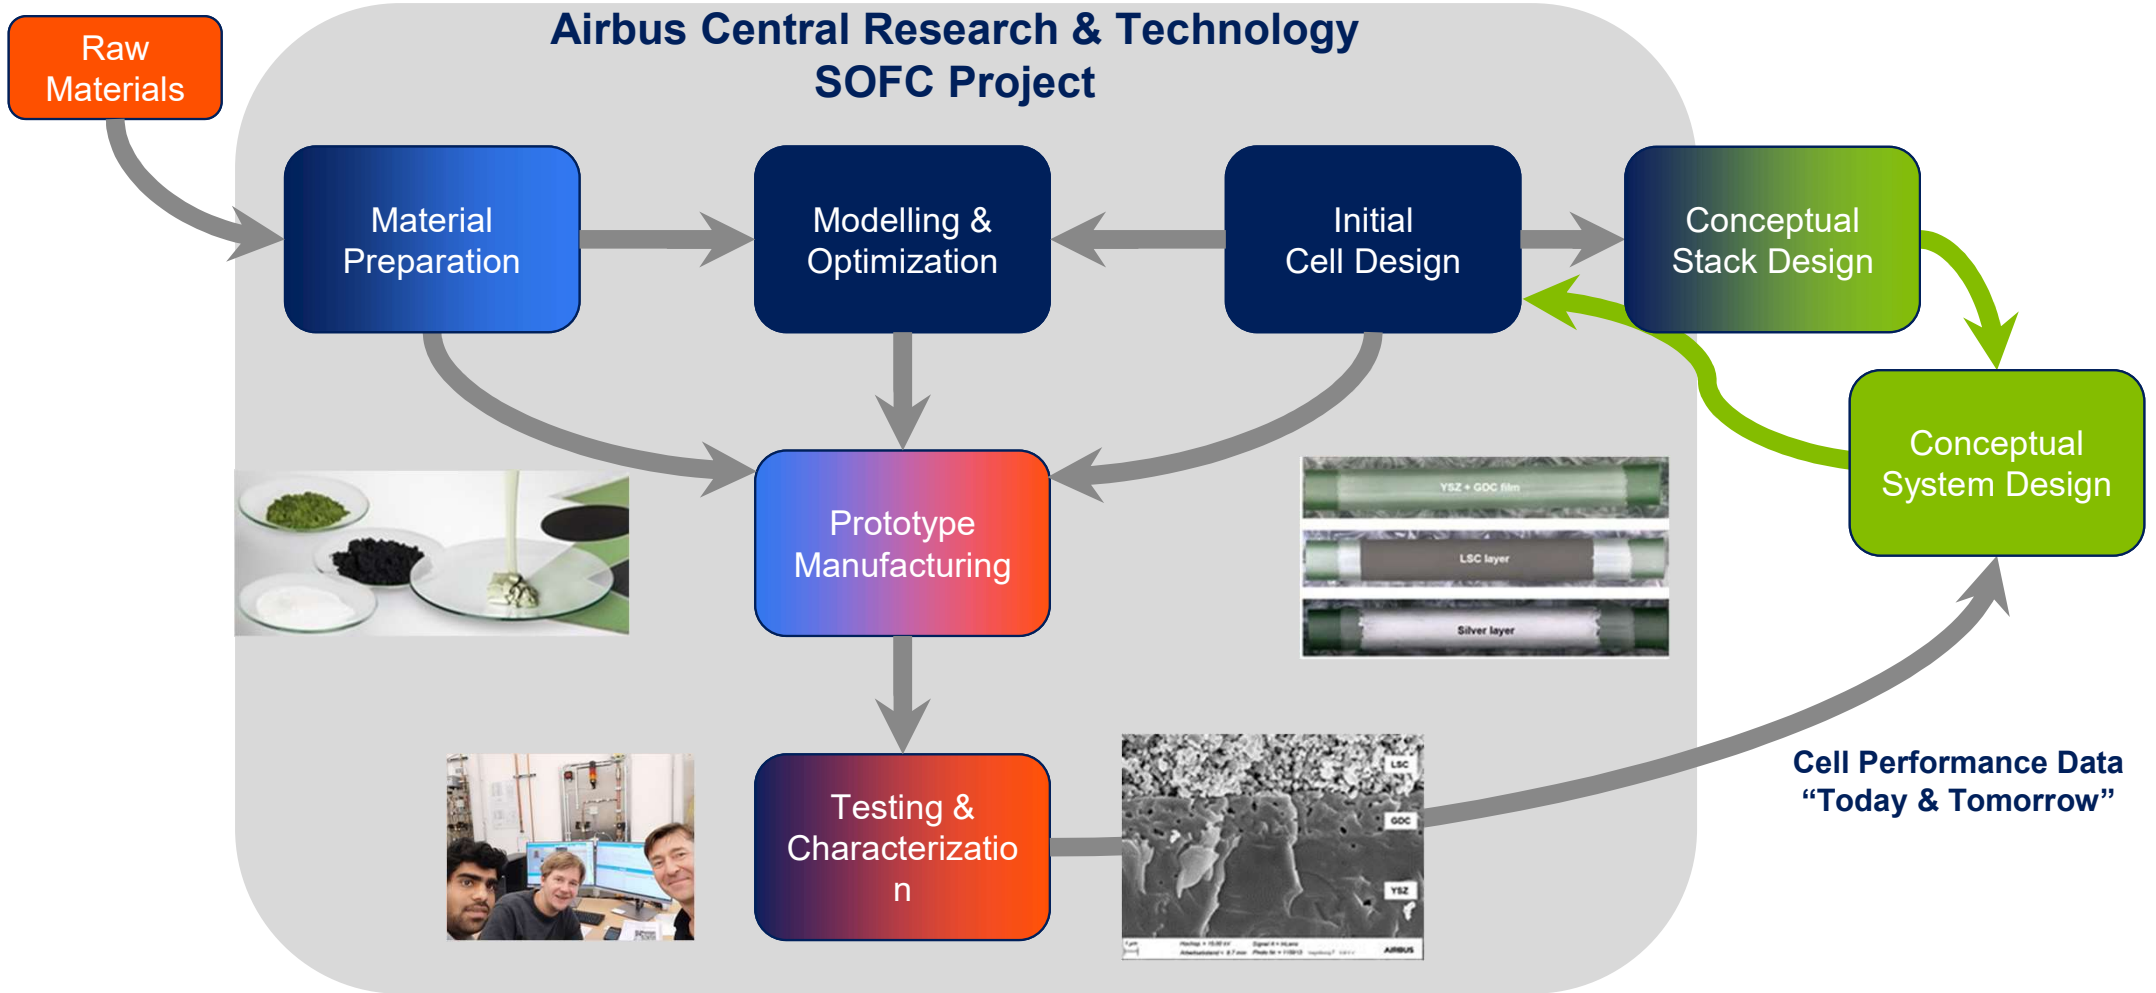 Airbus Central Research & Technology
SOFC Project
Raw
Materials
Material
Preparation
Modelling &
Optimization
Initial
Cell Design
Conceptual
Stack Design
Conceptual
System Design
Prototype
Manufacturing
YSZ + GDC film
LSC layer
Silver layer
Testing &
Characterizatio
n
LSC
GDC
YSZ
AIRBUS
Cell Performance Data
“Today & Tomorrow”